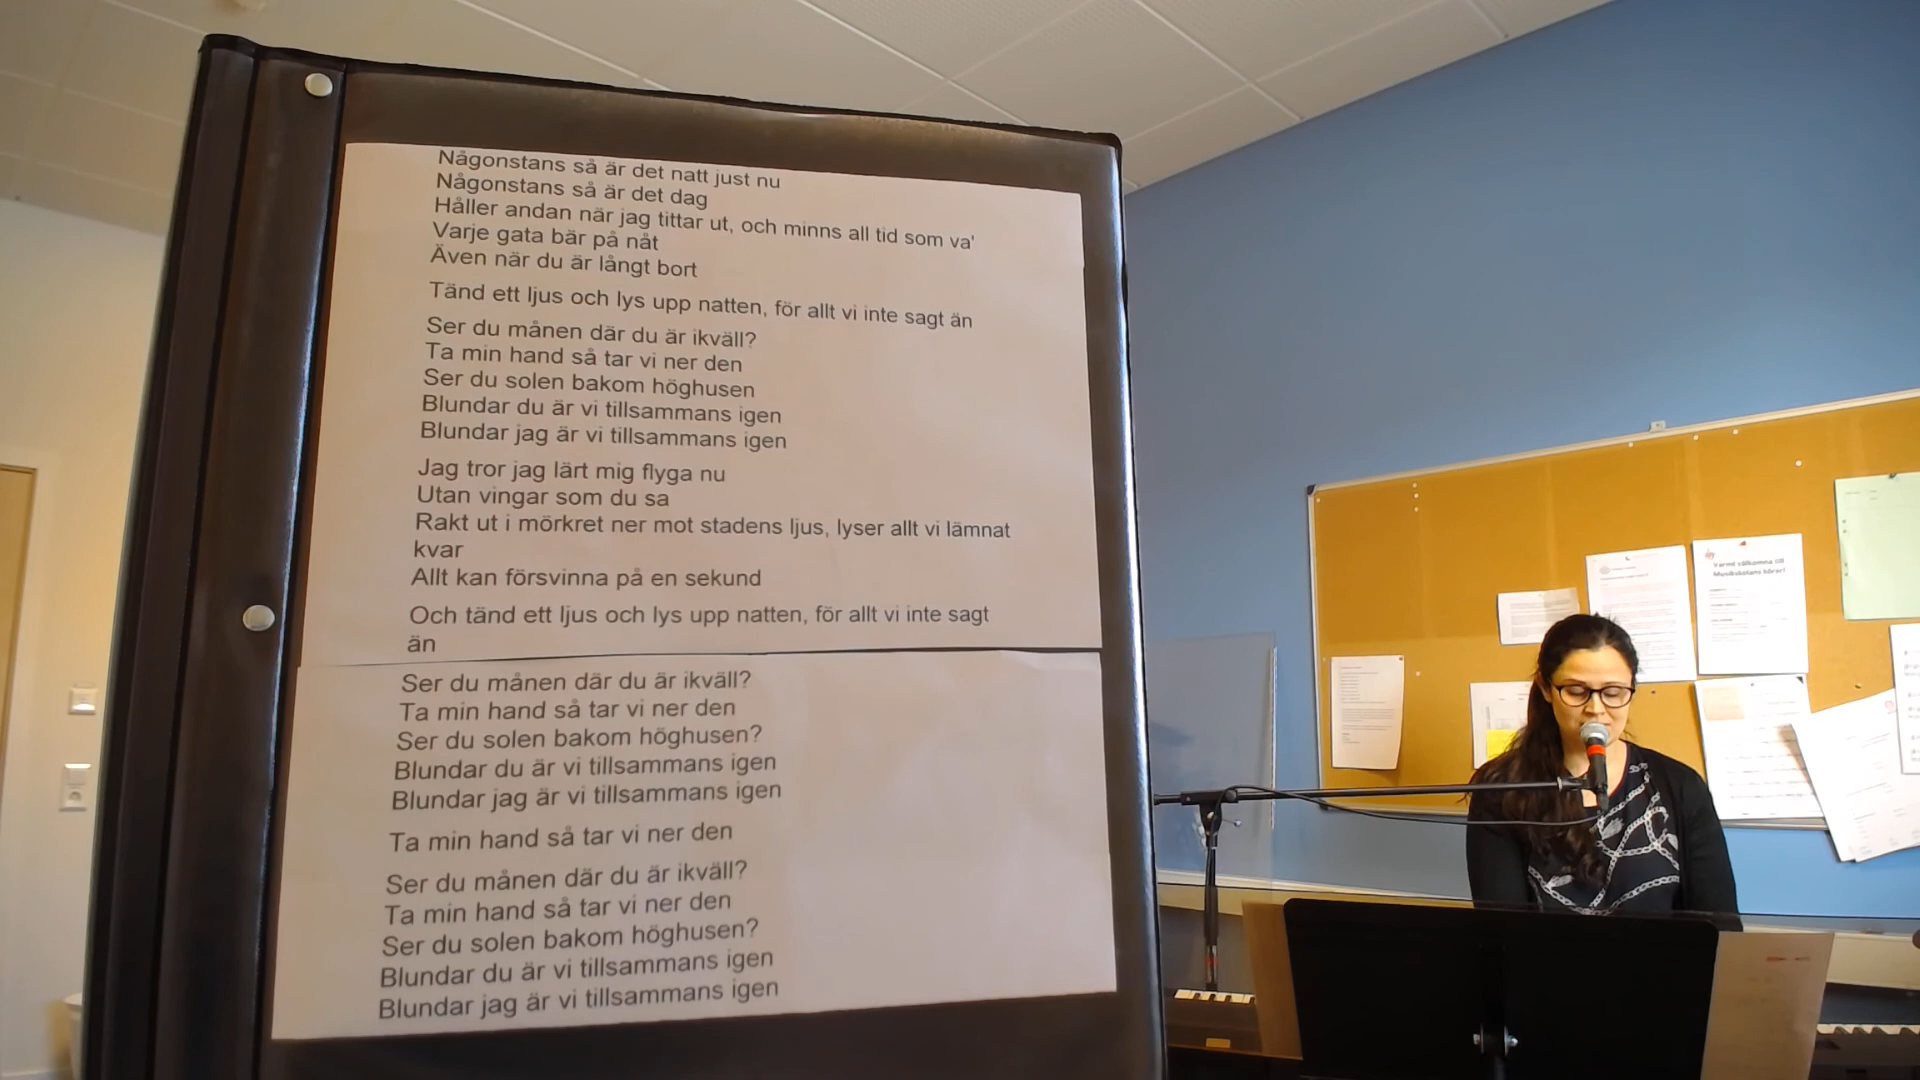 Någonstans så är det natt just nu
Någonstans så är det dag
Håller andan när jag tittar ut, och minns all tid som va'
Varje gata bär på nåt
Även när du är långt bort
Tänd ett ljus och lys upp natten, för allt vi inte sagt än
Ser du månen där du är ikväll?
Ta min hand så tar vi ner den
Ser du solen bakom höghusen
Blundar du är vi tillsammans igen
Blundar jag är vi tillsammans igen
Jag tror jag lärt mig flyga nu
Utan vingar som du sa
Rakt ut i mörkret ner mot stadens ljus, lyser allt vi lämnat
kvar
Allt kan försvinna på en sekund
Och tänd ett ljus och lys upp natten, för allt vi inte sagt
än
Ser du månen där du är ikväll?
Ta min hand så tar vi ner den
Ser du solen bakom höghusen?
Blundar du är vi tillsammans igen
Blundar jag är vi tillsammans igen
Ta min hand så tar vi ner den
Ser du månen där du är ikväll?
Ta min hand så tar vi ner den
Ser du solen bakom höghusen?
Blundar du är vi tillsammans igen
Blundar jag är vi tillsammans igen
Varmt välkomna till
Musikskolans körer!